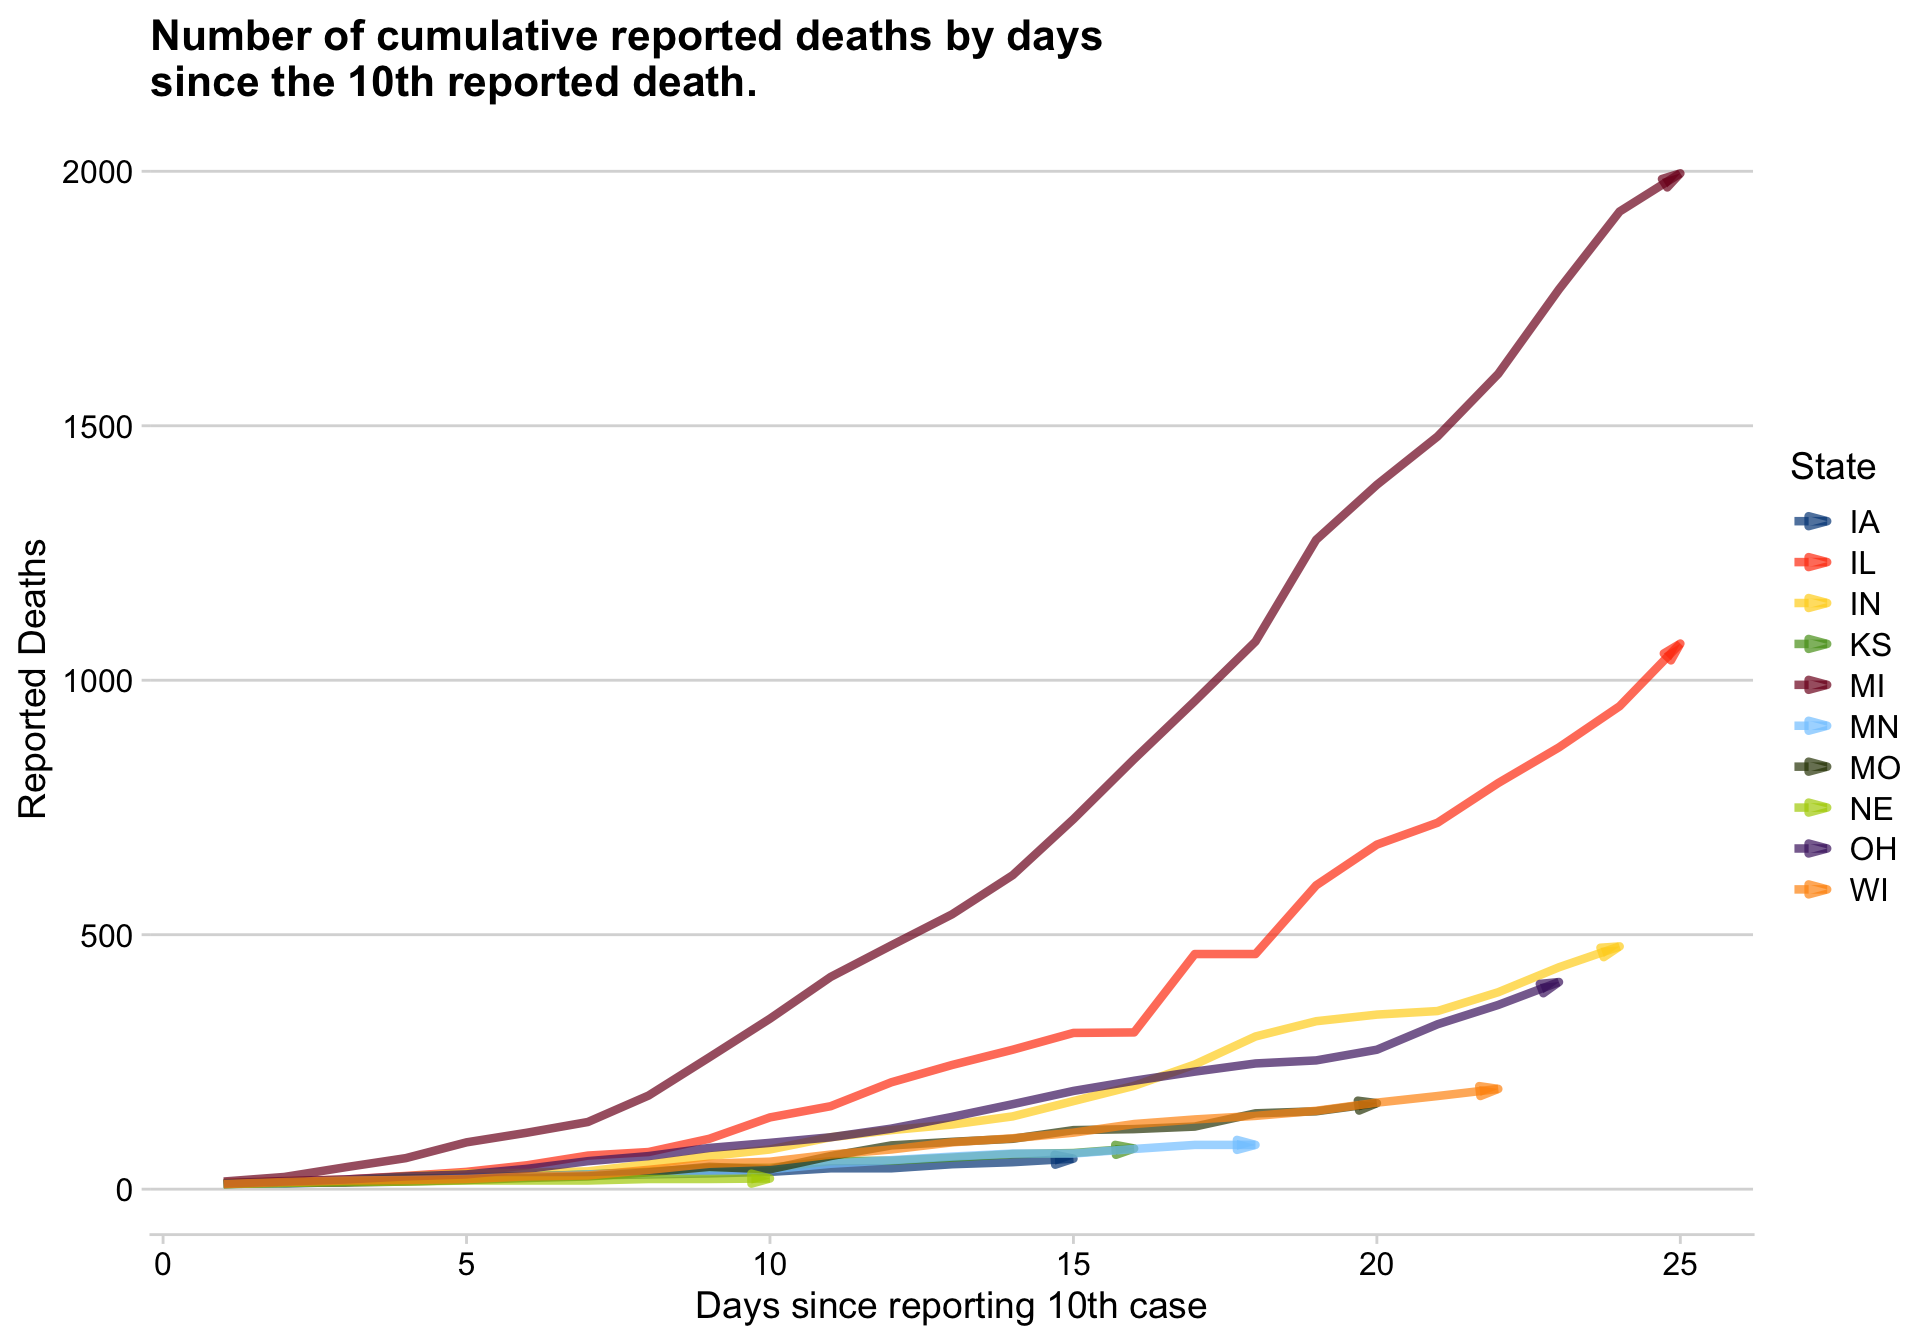 Number of cumulative reported deaths by days
since the 10th reported death.
2000
1500
1000
500
0
Reported Deaths
0 5 10 15 20 25
Days since reporting 10th case
State
IA
IL
IN
KS
MI
MN
MO
NE
OH
WI